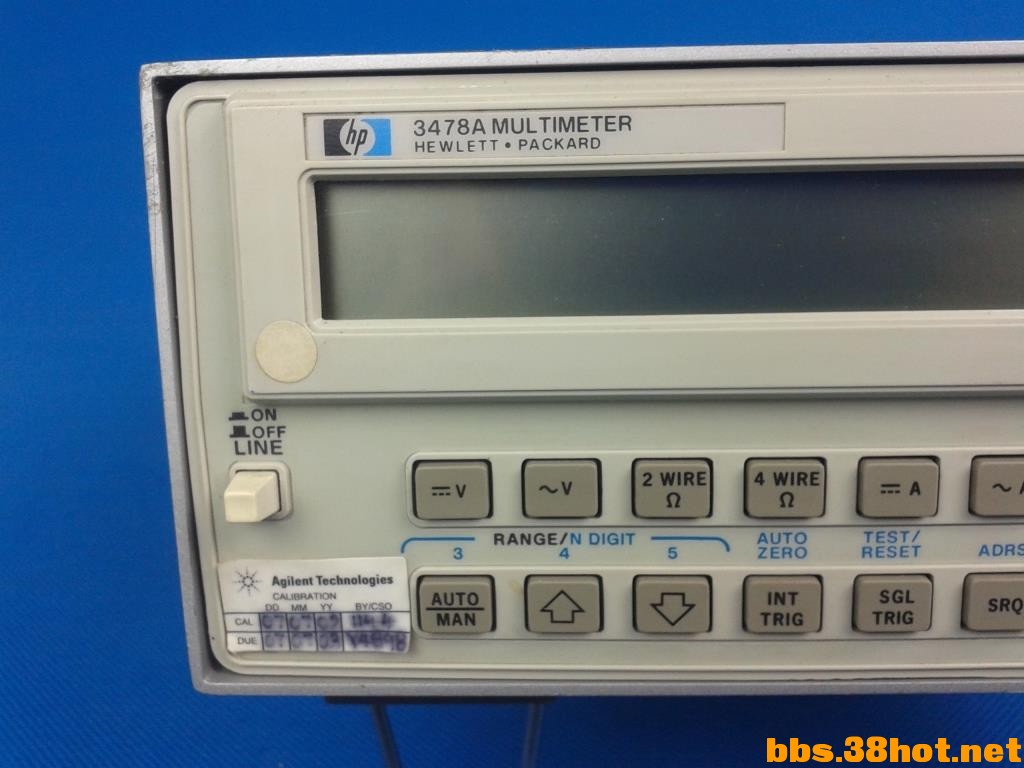 hp 3478A MULTIMETER
HEWLETT • PACKARD
ON
OFF
LINE
⎓ V
~V
2 WIRE
Ω
4 WIRE
Ω
⎓ A
~
RANGE/N DIGIT
3
4
5
AUTO
ZERO
TEST/
RESET
ADRS
AUTO
MAN
INT
TRIG
SGL
TRIG
SRQ
Agilent Technologies
CALIBRATION
DD MM YY BY/CSO
CAL
DUE
bbs.38hot.net